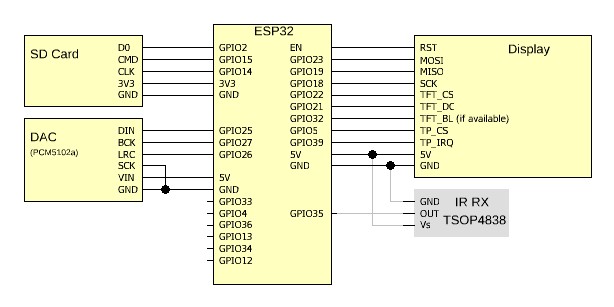 ESP32
SD Card
D0
CMD
CLK
3V3
GND
DAC
(PCM5102a)
DIN
BCK
LRC
SCK
VIN
GND
GPIO2
GPIO15
GPIO14
3V3
GND
GPIO25
GPIO27
GPIO26
5V
GND
GPIO33
GPIO4
GPIO36
GPIO13
GPIO34
GPIO12
EN
GPIO23
GPIO19
GPIO18
GPIO22
GPIO21
GPIO32
GPIO5
GPIO39
5V
GND
GPIO35
Display
RST
MOSI
MISO
SCK
TFT_CS
TFT_DC
TFT_BL (if available)
TP_CS
TP_IRQ
5V
GND
GND
OUT
Vs
IR RX
TSOP4838